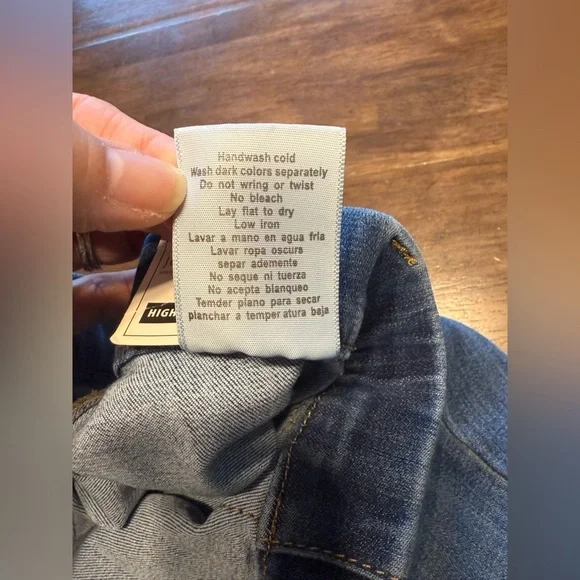 Handwash cold
Wash dark colors separately
Do not wring or twist
No bleach
Lay fiat to dry
Low iron
Lavar a mano en agua fria
Lavar ropa oscurs
separ ademente
No seque ni tuerza
No acepta blanqueo
Temder piano para secar
planchar a temper atura baja
HIGH